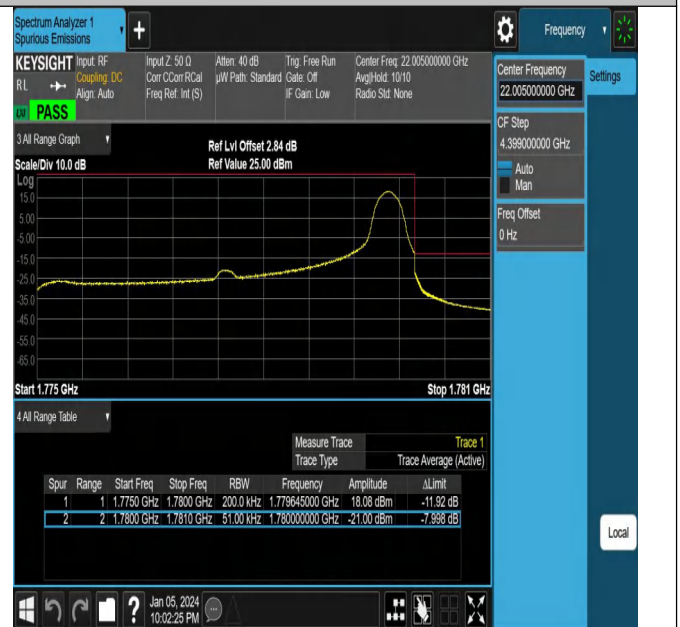 Spectrum Analyzer 1
Spurious Emissions
+
Frequency
KEYSIGHT Input: RF Input Z: 50 Ω Atten: 40 dB Trig: Free Run Center Freq: 22.005000000 GHz
RL Coupling: DC Corr CCorr RCal µW Path: Standard Gate: Off Avg|Hold: 10/10
Align: Auto Freq Ref: Int (S) IF Gain: Low Radio Std: None
PASS
Center Frequency
22.005000000 GHz
Settings
CF Step
4.399000000 GHz
Auto
Man
Freq Offset
0 Hz
3 All Range Graph
Ref Lvl Offset 2.84 dB
Scale/Div 10.0 dB Ref Value 25.00 dBm
Log
15.0
5.00
-5.00
-15.0
-25.0
-35.0
-45.0
-55.0
-65.0
Start 1.775 GHz Stop 1.781 GHz
4 All Range Table
Measure Trace Trace 1
Trace Type Trace Average (Active)
Spur Range Start Freq Stop Freq RBW Frequency Amplitude ΔLimit
1 1 1.7750 GHz 1.7800 GHz 200.0 kHz 1.779645000 GHz 18.08 dBm -11.92 dB
2 2 1.7800 GHz 1.7810 GHz 51.00 kHz 1.780000000 GHz -21.00 dBm -7.998 dB
Local
? Jan 05, 2024
10:02:25 PM